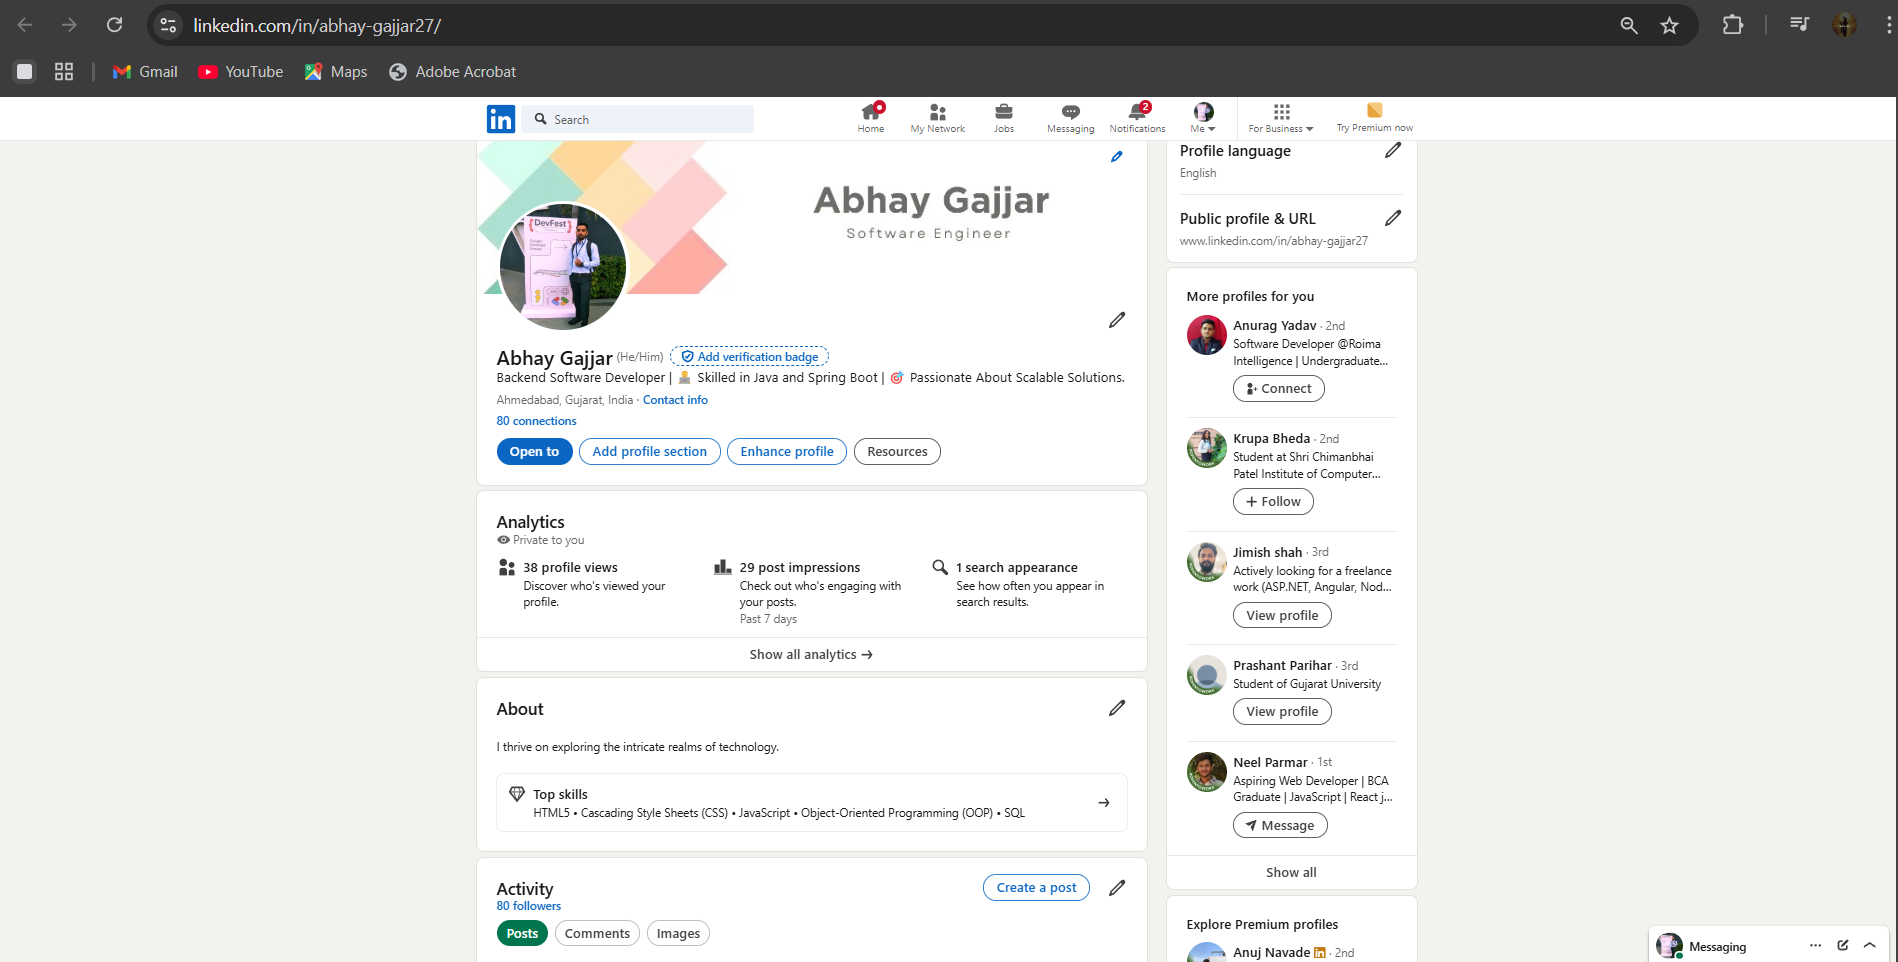 linkedin.com/in/abhay-gajjar27/
Gmail
YouTube
Maps
Adobe Acrobat
in
Search
Home
My Network
Jobs
Messaging
2
Notifications
Me
For Business
Try Premium now
Abhay Gajjar
Software Engineer
DevFest
Abhay Gajjar (He/Him) Add verification badge
Backend Software Developer | 🧑‍💻 Skilled in Java and Spring Boot | 🎯 Passionate About Scalable Solutions.
Ahmedabad, Gujarat, India · Contact info
80 connections
Open to
Add profile section
Enhance profile
Resources
Analytics
Private to you
38 profile views
Discover who's viewed your
profile.
29 post impressions
Check out who's engaging with
your posts.
Past 7 days
1 search appearance
See how often you appear in
search results.
Show all analytics →
About
I thrive on exploring the intricate realms of technology.
Top skills
HTML5 • Cascading Style Sheets (CSS) • JavaScript • Object-Oriented Programming (OOP) • SQL
Activity
80 followers
Create a post
Posts
Comments
Images
Profile language
English
Public profile & URL
www.linkedin.com/in/abhay-gajjar27
More profiles for you
Anurag Yadav · 2nd
Software Developer @Roima
Intelligence | Undergraduate...
Connect
Krupa Bheda · 2nd
Student at Shri Chimanbhai
Patel Institute of Computer...
+ Follow
Jimish shah · 3rd
Actively looking for a freelance
work (ASP.NET, Angular, Nod...
View profile
Prashant Parihar · 3rd
Student of Gujarat University
View profile
Neel Parmar · 1st
Aspiring Web Developer | BCA
Graduate | JavaScript | React j...
Message
Show all
Explore Premium profiles
Anuj Navade in · 2nd
Messaging